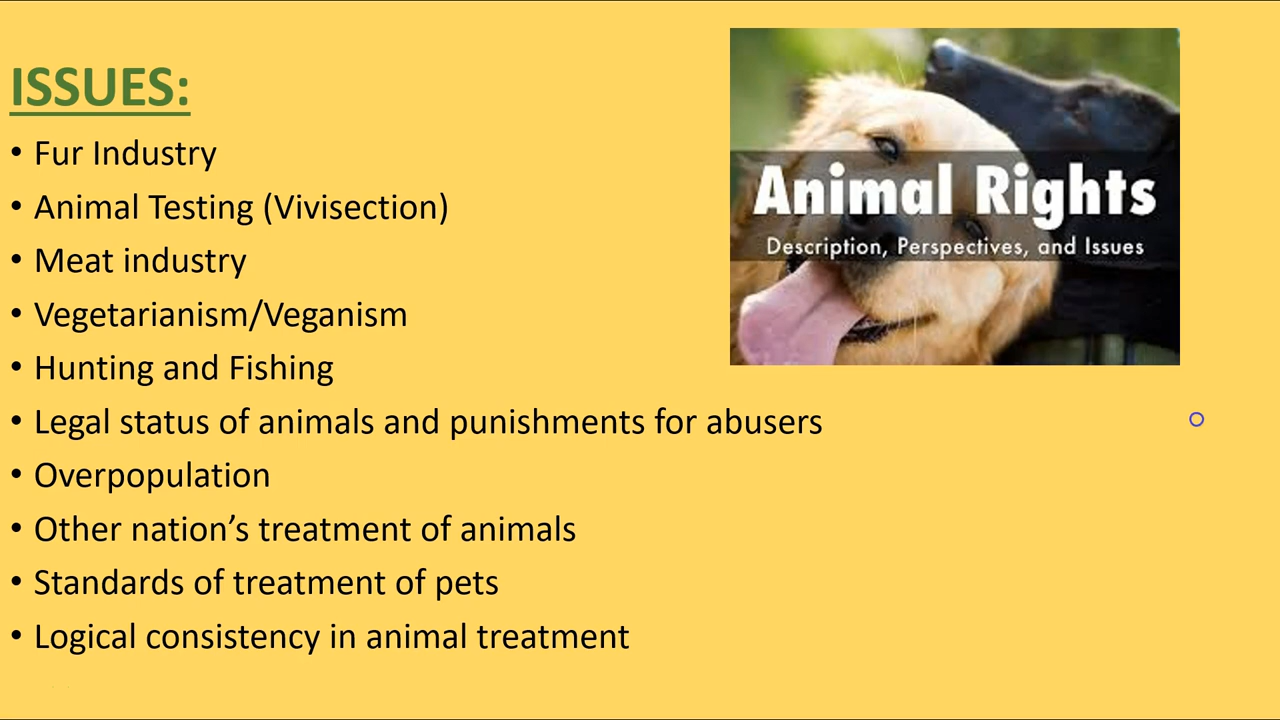 ISSUES:
• Fur Industry
• Animal Testing (Vivisection)
• Meat industry
• Vegetarianism/Veganism
• Hunting and Fishing
• Legal status of animals and punishments for abusers
• Overpopulation
• Other nation’s treatment of animals
• Standards of treatment of pets
• Logical consistency in animal treatment
Animal Rights
Description, Perspectives, and Issues